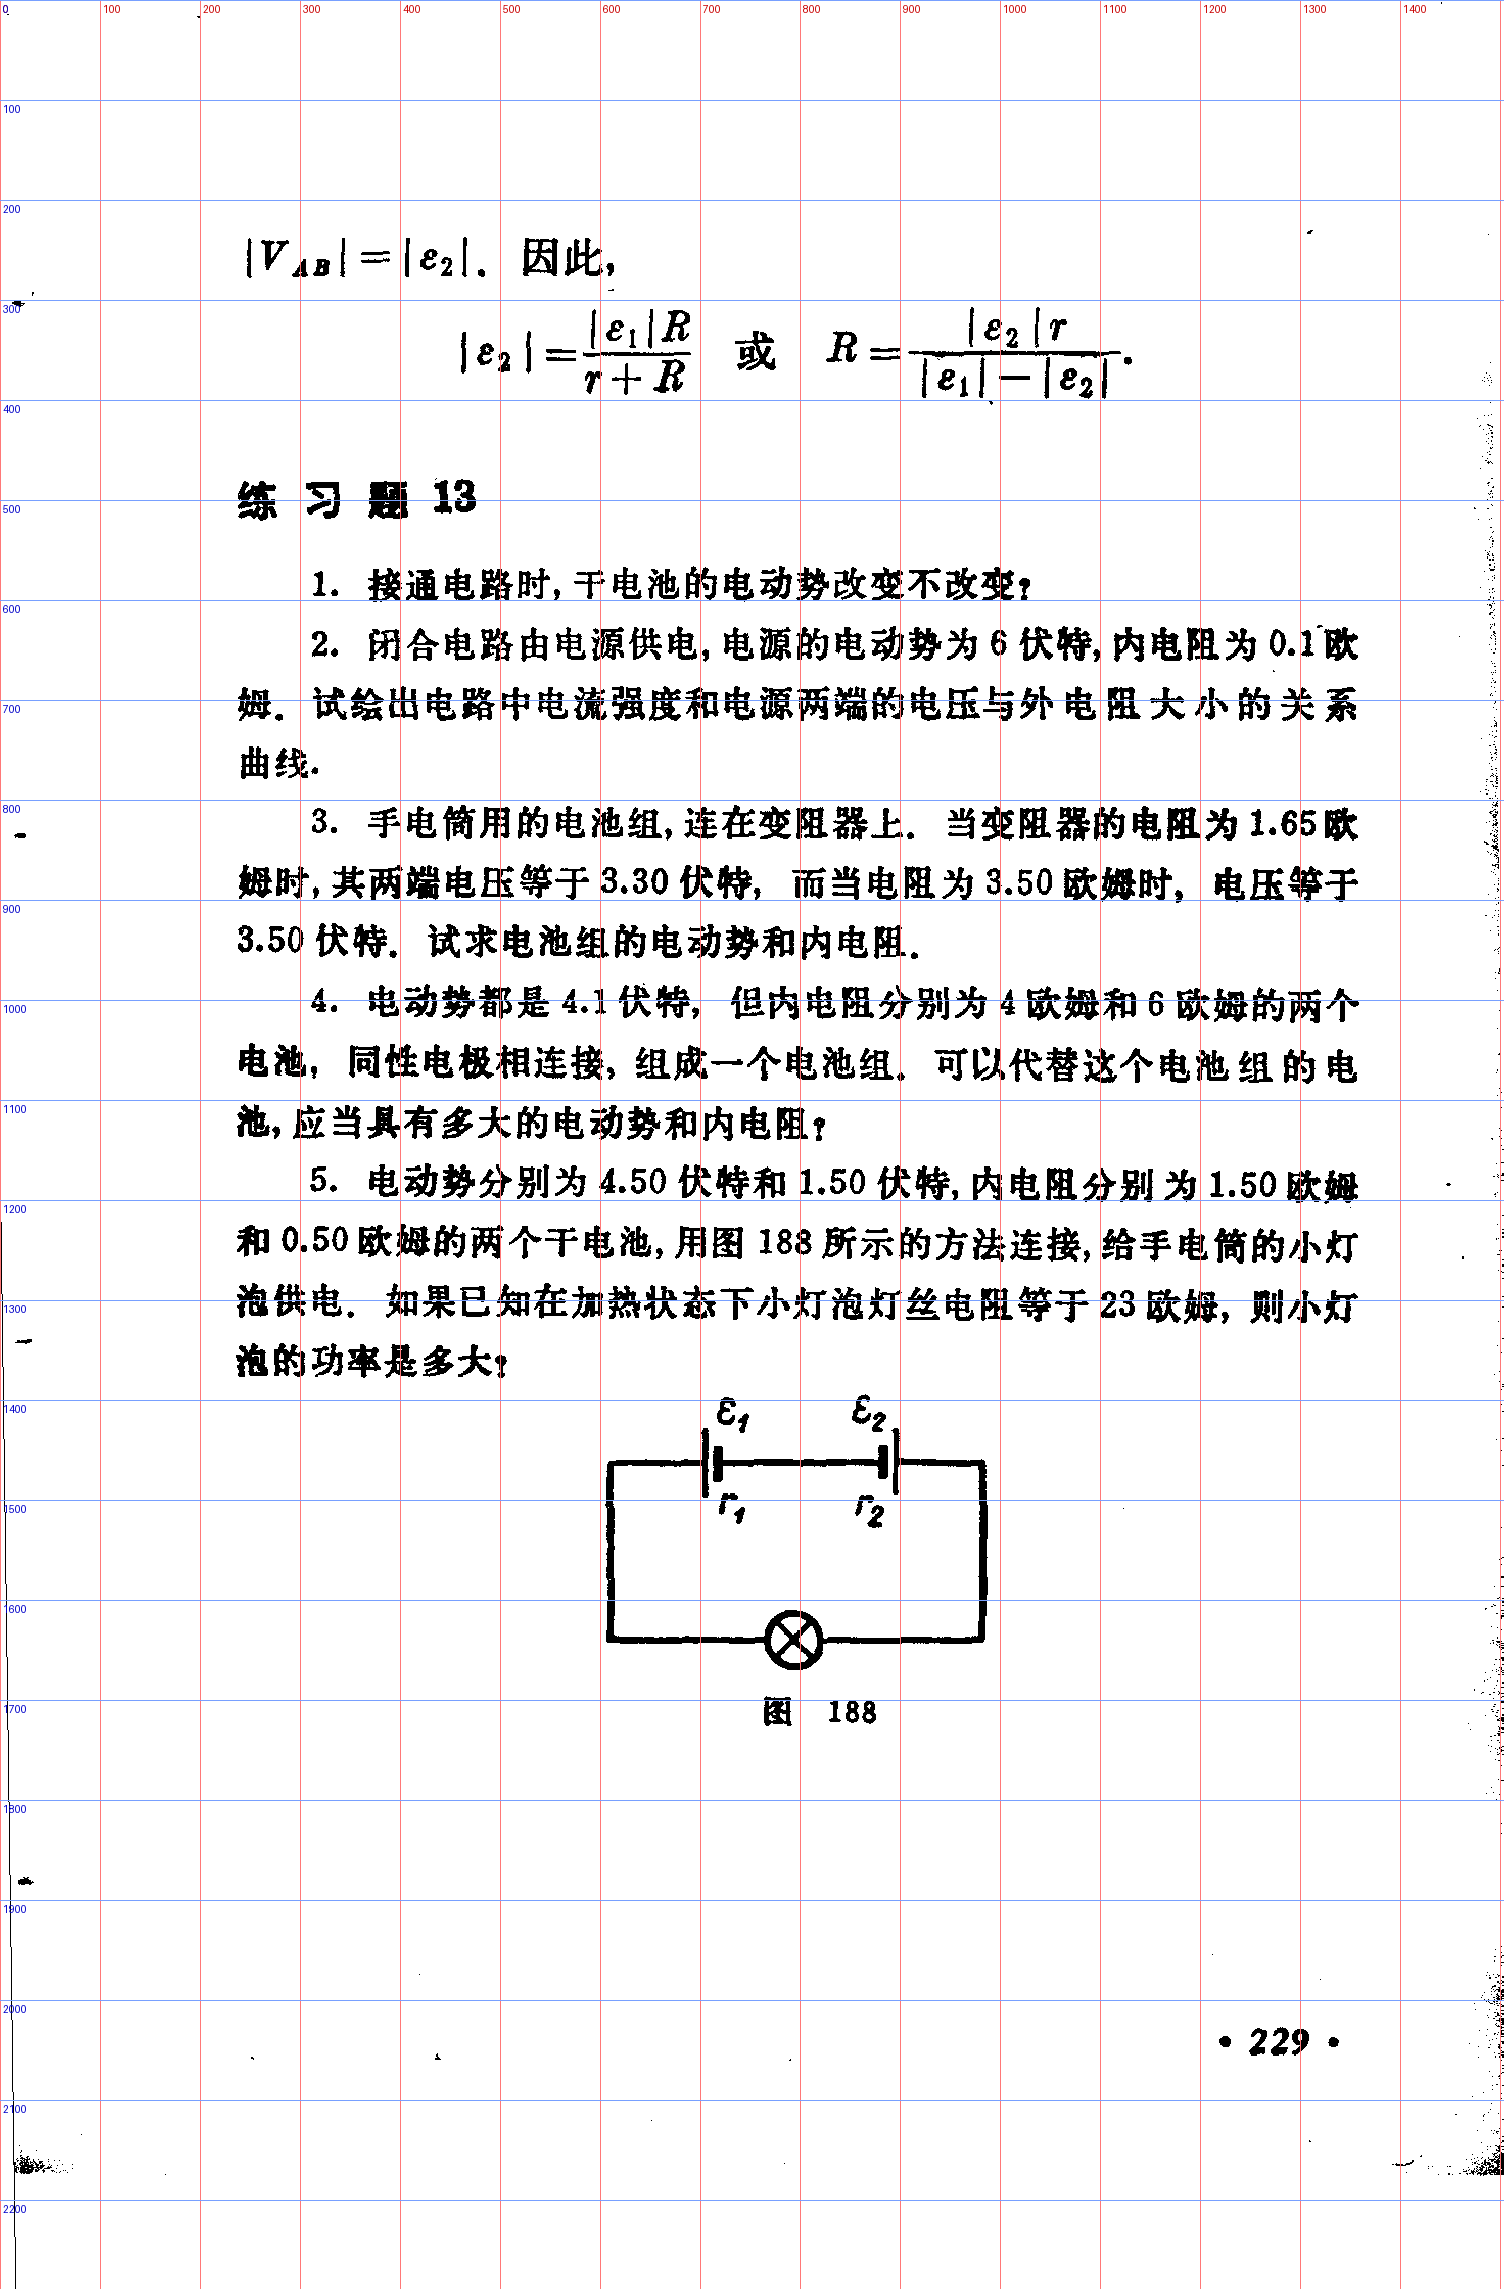 |V_AB| = |ε₂|. 因此,
|ε₂| = |ε₁|R / (r + R) 或 R = |ε₂|r / (|ε₁| − |ε₂|).
练习题 13
1. 接通电路时, 干电池的电动势改变不改变?
2. 闭合电路由电源供电, 电源的电动势为 6 伏特, 内电阻为 0.1 欧
姆. 试绘出电路中电流强度和电源两端的电压与外电阻大小的关系
曲线.
3. 手电筒用的电池组, 连在变阻器上. 当变阻器的电阻为 1.65 欧
姆时, 其两端电压等于 3.30 伏特, 而当电阻为 3.50 欧姆时, 电压等于
3.50 伏特. 试求电池组的电动势和内电阻.
4. 电动势都是 4.1 伏特, 但内电阻分别为 4 欧姆和 6 欧姆的两个
电池, 同性电极相连接, 组成一个电池组. 可以代替这个电池组的电
池, 应当具有多大的电动势和内电阻?
5. 电动势分别为 4.50 伏特和 1.50 伏特, 内电阻分别为 1.50 欧姆
和 0.50 欧姆的两个干电池, 用图 188 所示的方法连接, 给手电筒的小灯
泡供电. 如果已知在加热状态下小灯泡灯丝电阻等于 23 欧姆, 则小灯
泡的功率是多大?
ε₁ ε₂
r₁ r₂
图 188
• 229 •